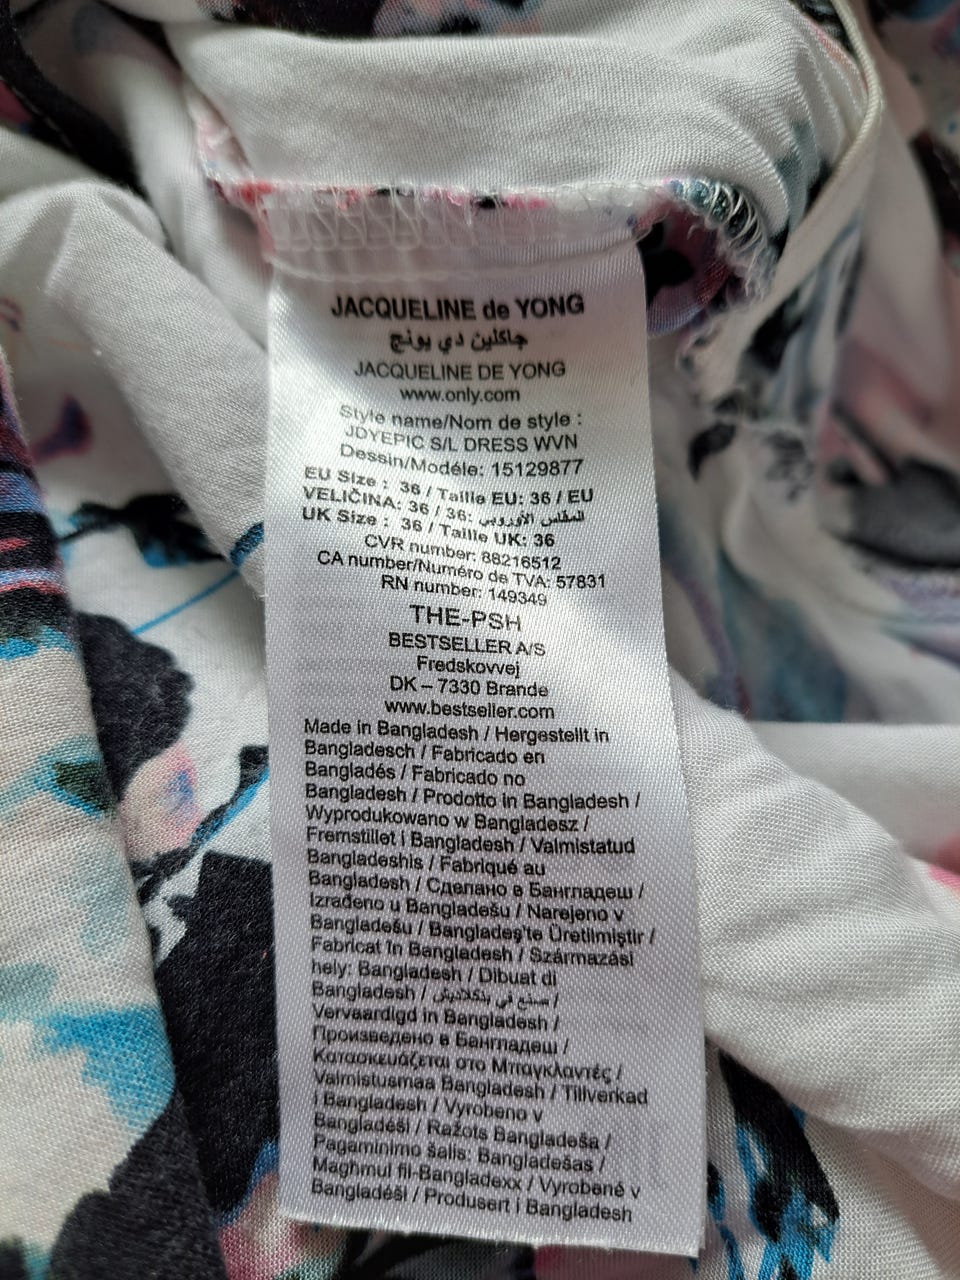 JACQUELINE de YONG
جاكلين دي يونج
JACQUELINE DE YONG
www.only.com
Style name/Nom de style :
JDYEPIC S/L DRESS WVN
Dessin/Modéle: 15129877
EU Size : 36 / Taille EU: 36 / EU
VELIČINA: 36 / 36: المقاس الأوروبي
UK Size : 36 / Taille UK: 36
CVR number: 88216512
CA number/Numéro de TVA: 57831
RN number: 149349
THE-PSH
BESTSELLER A/S
Fredskovvej
DK – 7330 Brande
www.bestseller.com
Made in Bangladesh / Hergestellt in
Bangladesch / Fabricado en
Bangladés / Fabricado no
Bangladesh / Prodotto in Bangladesh /
Wyprodukowano w Bangladesz /
Fremstillet i Bangladesh / Valmistatud
Bangladeshis / Fabriqué au
Bangladesh / Сделано в Бангладеш /
Izrađeno u Bangladešu / Narejeno v
Bangladešu / Bangladeş'te Üretilmiştir /
Fabricat în Bangladesh / Származási
hely: Bangladesh / Dibuat di
Bangladesh / صنع في بنگلاديش /
Vervaardigd in Bangladesh /
Произведено в Бангладеш /
Κατασκευάζεται στο Μπαγκλαντές /
Valmistusmaa Bangladesh / Tillverkad
i Bangladesh / Vyrobeno v
Bangladéši / Ražots Bangladeša /
Pagaminimo šalis: Bangladešas /
Maghmul fil-Bangladexx / Vyrobené v
Bangladéši / Produsert i Bangladesh